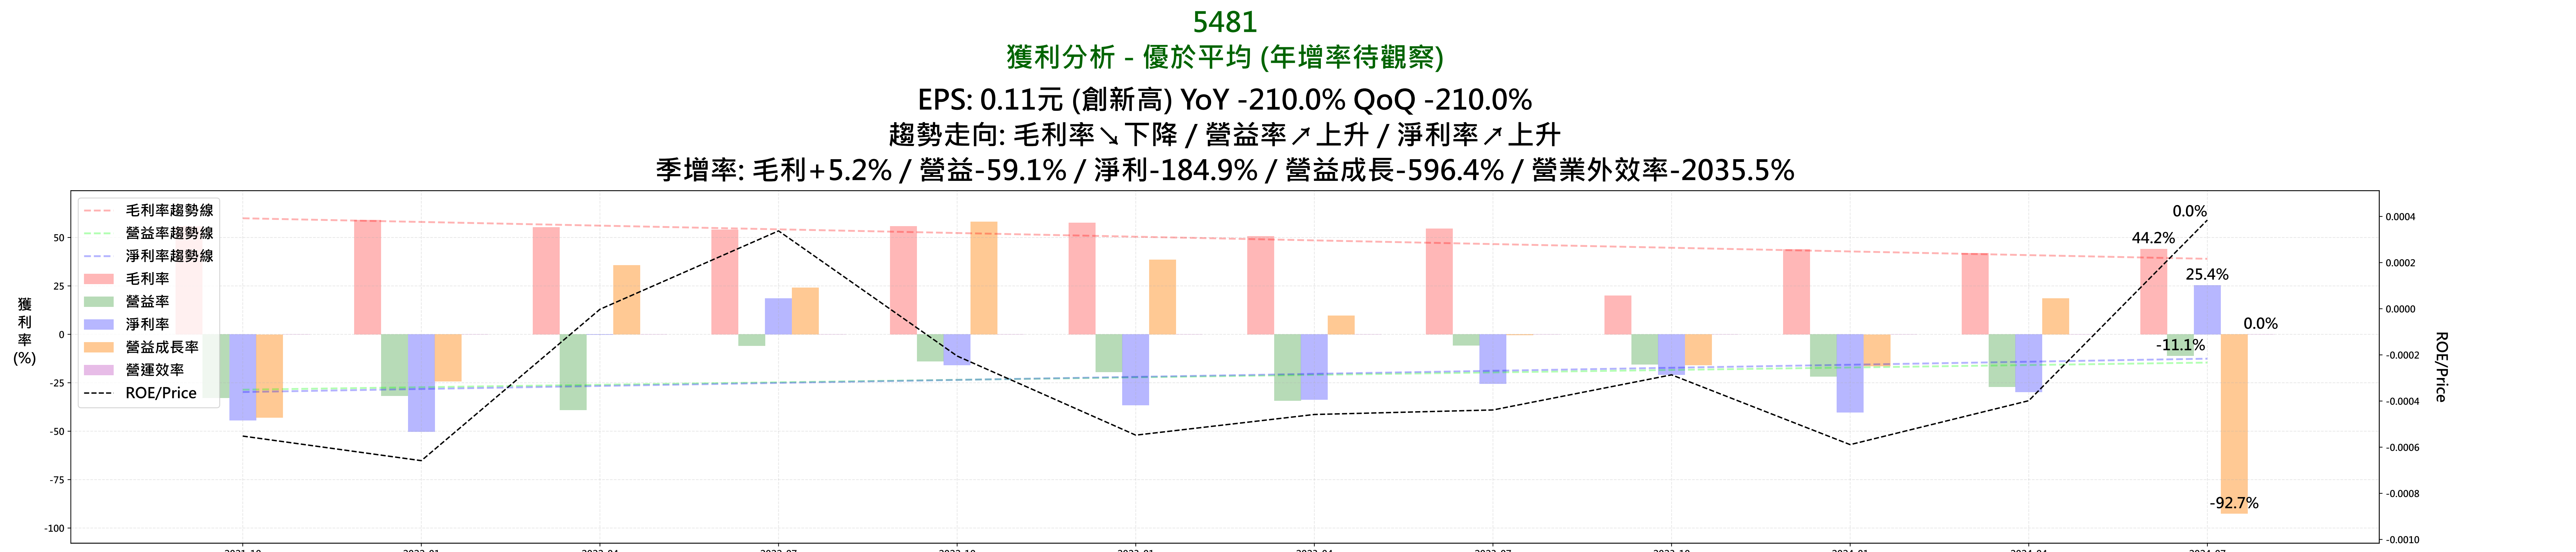 5481
獲利分析 - 優於平均 (年增率待觀察)
EPS: 0.11元 (創新高) YoY -210.0% QoQ -210.0%
趨勢走向: 毛利率↘下降 / 營益率↗上升 / 淨利率↗上升
季增率: 毛利+5.2% / 營益-59.1% / 淨利-184.9% / 營益成長-596.4% / 營業外效率-2035.5%
毛利率趨勢線
營益率趨勢線
淨利率趨勢線
毛利率
營益率
淨利率
營益成長率
營運效率
ROE/Price
獲
利
率
(%)
50
25
0
-25
-50
-75
-100
0.0%
44.2%
25.4%
0.0%
-11.1%
-92.7%
0.0004
0.0002
0.0000
-0.0002
-0.0004
-0.0006
-0.0008
-0.0010
ROE/Price